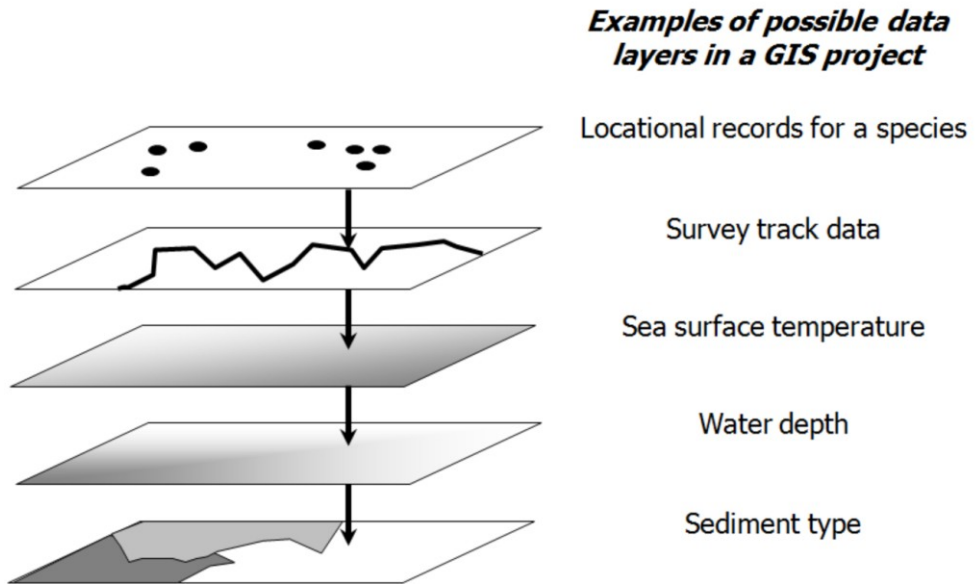 Examples of possible data
layers in a GIS project
Locational records for a species
Survey track data
Sea surface temperature
Water depth
Sediment type